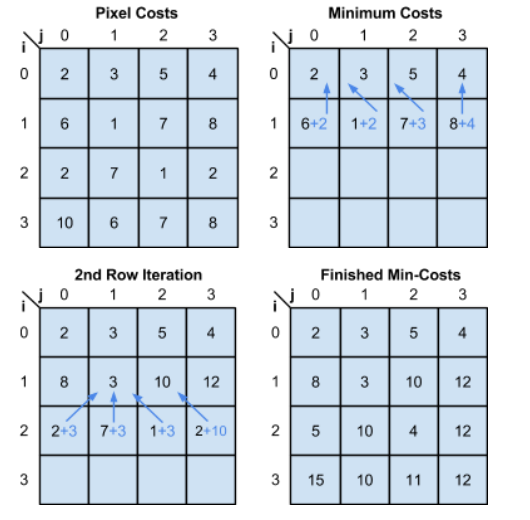 Pixel Costs
j 0 1 2 3
i
0 2 3 5 4
1 6 1 7 8
2 2 7 1 2
3 10 6 7 8
Minimum Costs
j 0 1 2 3
i
0 2 3 5 4
1 6+2 1+2 7+3 8+4
2
3
2nd Row Iteration
j 0 1 2 3
i
0 2 3 5 4
1 8 3 10 12
2 2+3 7+3 1+3 2+10
3
Finished Min-Costs
j 0 1 2 3
i
0 2 3 5 4
1 8 3 10 12
2 5 10 4 12
3 15 10 11 12